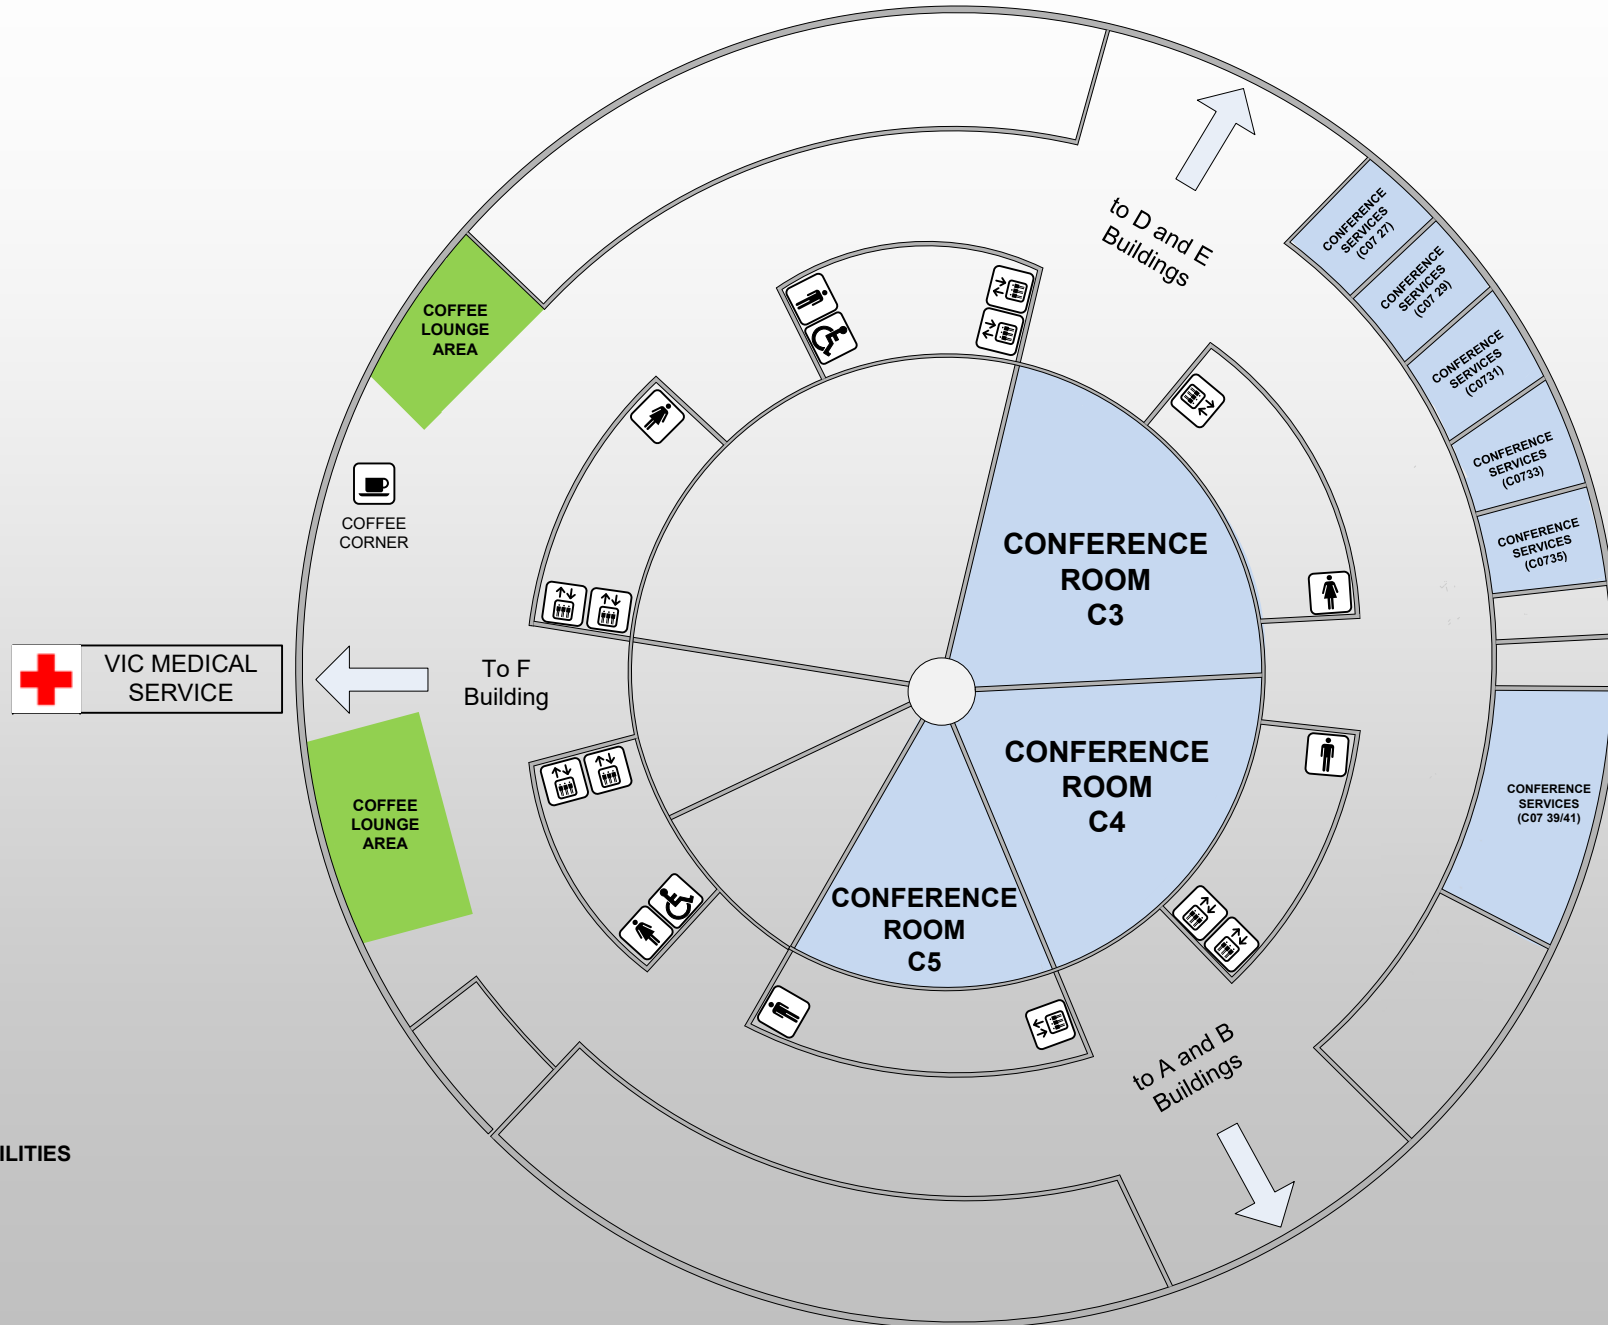 to D and E
Buildings
CONFERENCE
SERVICES
(C07 27)
CONFERENCE
SERVICES
(C07 29)
CONFERENCE
SERVICES
(C0731)
CONFERENCE
SERVICES
(C0733)
CONFERENCE
SERVICES
(C0735)
COFFEE
LOUNGE
AREA
COFFEE
CORNER
CONFERENCE
ROOM
C3
VIC MEDICAL
SERVICE
To F
Building
CONFERENCE
ROOM
C4
CONFERENCE
SERVICES
(C07 39/41)
COFFEE
LOUNGE
AREA
CONFERENCE
ROOM
C5
to A and B
Buildings
ILITIES